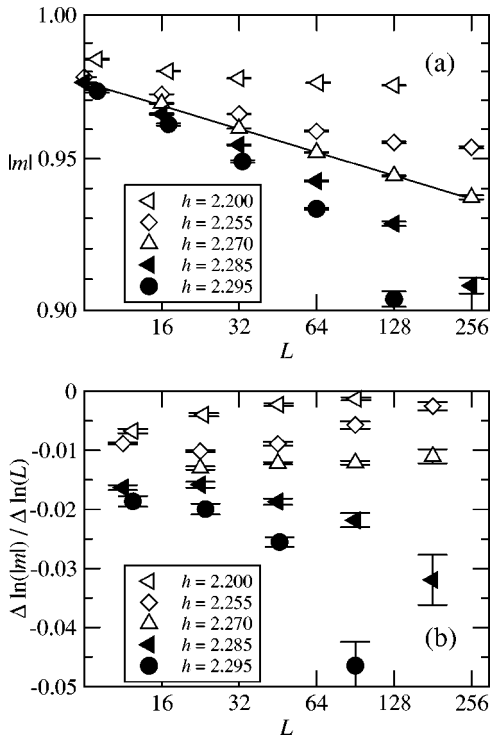 1.00
(a)
|m|
0.95
h = 2.200
h = 2.255
h = 2.270
h = 2.285
h = 2.295
0.90
16 32 64 128 256
L
0
-0.01
-0.02
-0.03
-0.04
-0.05
Δ ln(|m|) / Δ ln(L)
h = 2.200
h = 2.255
h = 2.270
h = 2.285
h = 2.295
(b)
16 32 64 128 256
L